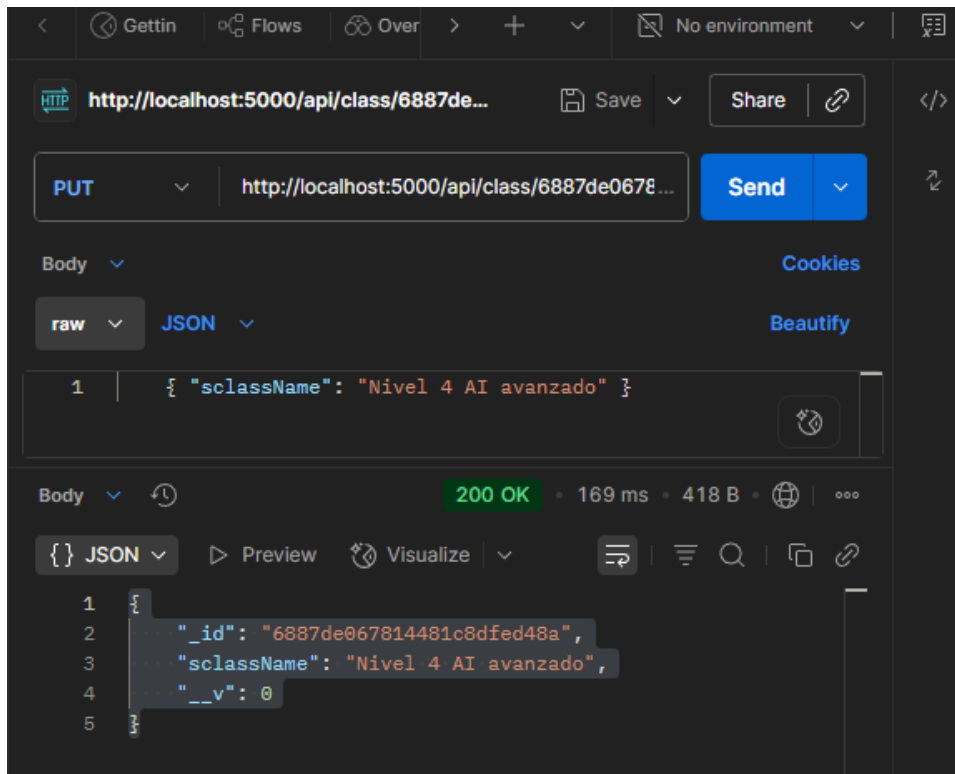 Gettin Flows Over No environment
HTTP http://localhost:5000/api/class/6887de... Save Share
PUT http://localhost:5000/api/class/6887de0678... Send
Body Cookies
raw JSON Beautify
1 { "sclassName": "Nivel 4 AI avanzado" }
Body 200 OK • 169 ms • 418 B •
{} JSON Preview Visualize
1 {
2 "_id": "6887de067814481c8dfed48a",
3 "sclassName": "Nivel 4 AI avanzado",
4 "__v": 0
5 }